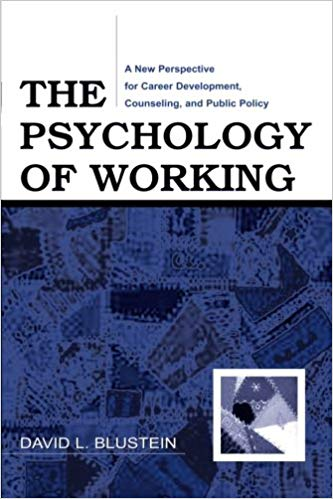 A New Perspective
for Career Development,
Counseling, and Public Policy
THE
PSYCHOLOGY
OF WORKING
DAVID L. BLUSTEIN